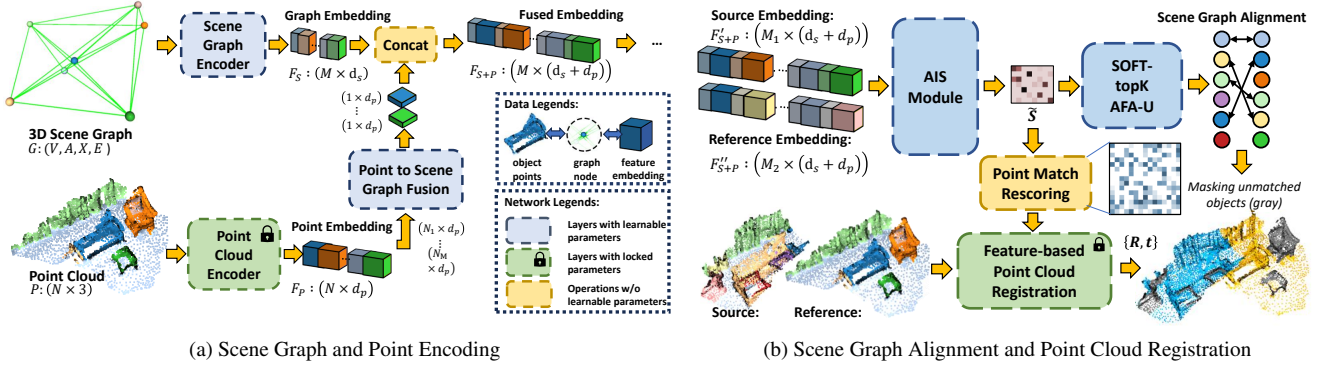 Graph Embedding
Fused Embedding
Scene
Graph
Encoder
Concat
...
F_S : (M × d_s)
F_{S+P} : (M × (d_s + d_p))
(1 × d_p)
⋮
(1 × d_p)
3D Scene Graph
G: (V, A, X, E )
Point to Scene
Graph Fusion
Data Legends:
object
points
graph
node
feature
embedding
Network Legends:
Layers with learnable
parameters
Layers with locked
parameters
Operations w/o
learnable parameters
Point
Cloud
Encoder
Point Embedding
(N_1 × d_p)
⋮
(N_M
× d_p)
Point Cloud
P: (N × 3)
F_P : (N × d_p)
(a) Scene Graph and Point Encoding
Source Embedding:
F'_{S+P} : (M_1 × (d_s + d_p))
Reference Embedding:
F''_{S+P} : (M_2 × (d_s + d_p))
AIS
Module
S̃
SOFT-
topK
AFA-U
Scene Graph Alignment
Point Match
Rescoring
Masking unmatched
objects (gray)
Feature-based
Point Cloud
Registration
{R, t}
Source:
Reference:
(b) Scene Graph Alignment and Point Cloud Registration